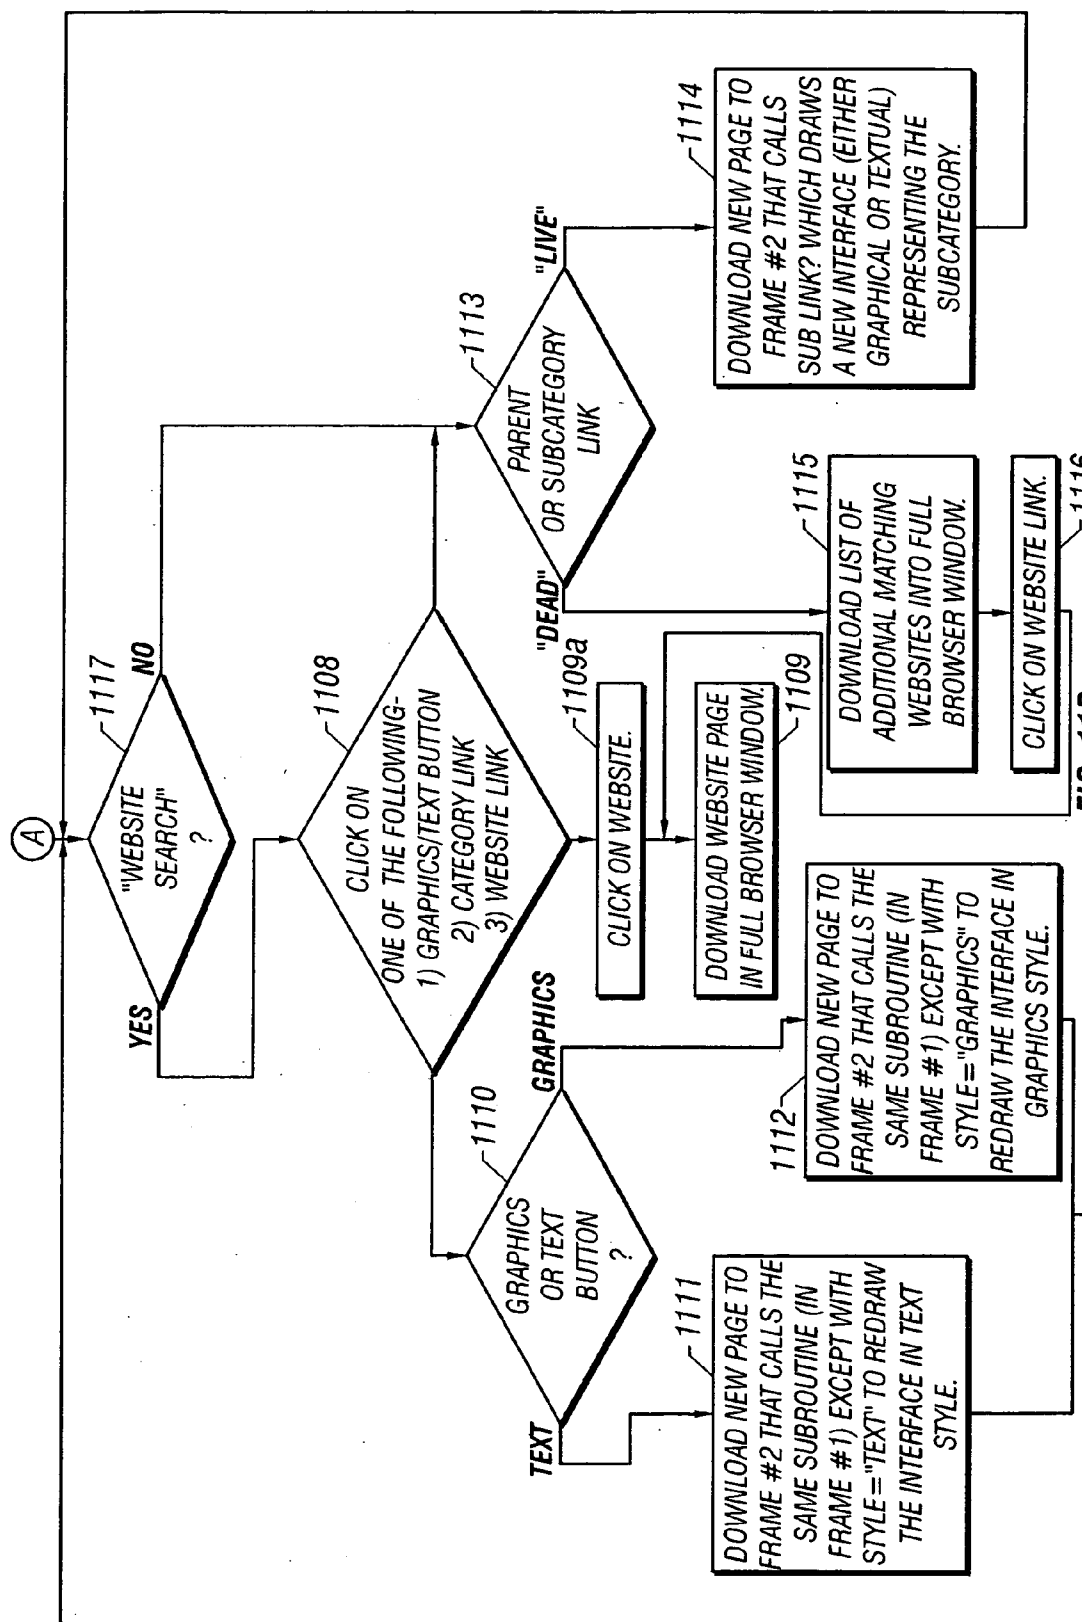 A
"WEBSITE
SEARCH"
?
1117
YES
NO
CLICK ON
ONE OF THE FOLLOWING-
1) GRAPHICS/TEXT BUTTON
2) CATEGORY LINK
3) WEBSITE LINK
1108
GRAPHICS
OR TEXT
BUTTON
?
1110
TEXT
GRAPHICS
CLICK ON WEBSITE.
1109a
DOWNLOAD WEBSITE PAGE
IN FULL BROWSER WINDOW.
1109
PARENT
OR SUBCATEGORY
LINK
1113
"DEAD"
"LIVE"
DOWNLOAD NEW PAGE TO
FRAME #2 THAT CALLS THE
SAME SUBROUTINE (IN
FRAME #1) EXCEPT WITH
STYLE="TEXT" TO REDRAW
THE INTERFACE IN TEXT
STYLE.
1111
DOWNLOAD NEW PAGE TO
FRAME #2 THAT CALLS THE
SAME SUBROUTINE (IN
FRAME #1) EXCEPT WITH
STYLE="GRAPHICS" TO
REDRAW THE INTERFACE IN
GRAPHICS STYLE.
1112
DOWNLOAD LIST OF
ADDITIONAL MATCHING
WEBSITES INTO FULL
BROWSER WINDOW.
1115
CLICK ON WEBSITE LINK.
1116
DOWNLOAD NEW PAGE TO
FRAME #2 THAT CALLS
SUB LINK? WHICH DRAWS
A NEW INTERFACE (EITHER
GRAPHICAL OR TEXTUAL)
REPRESENTING THE
SUBCATEGORY.
1114